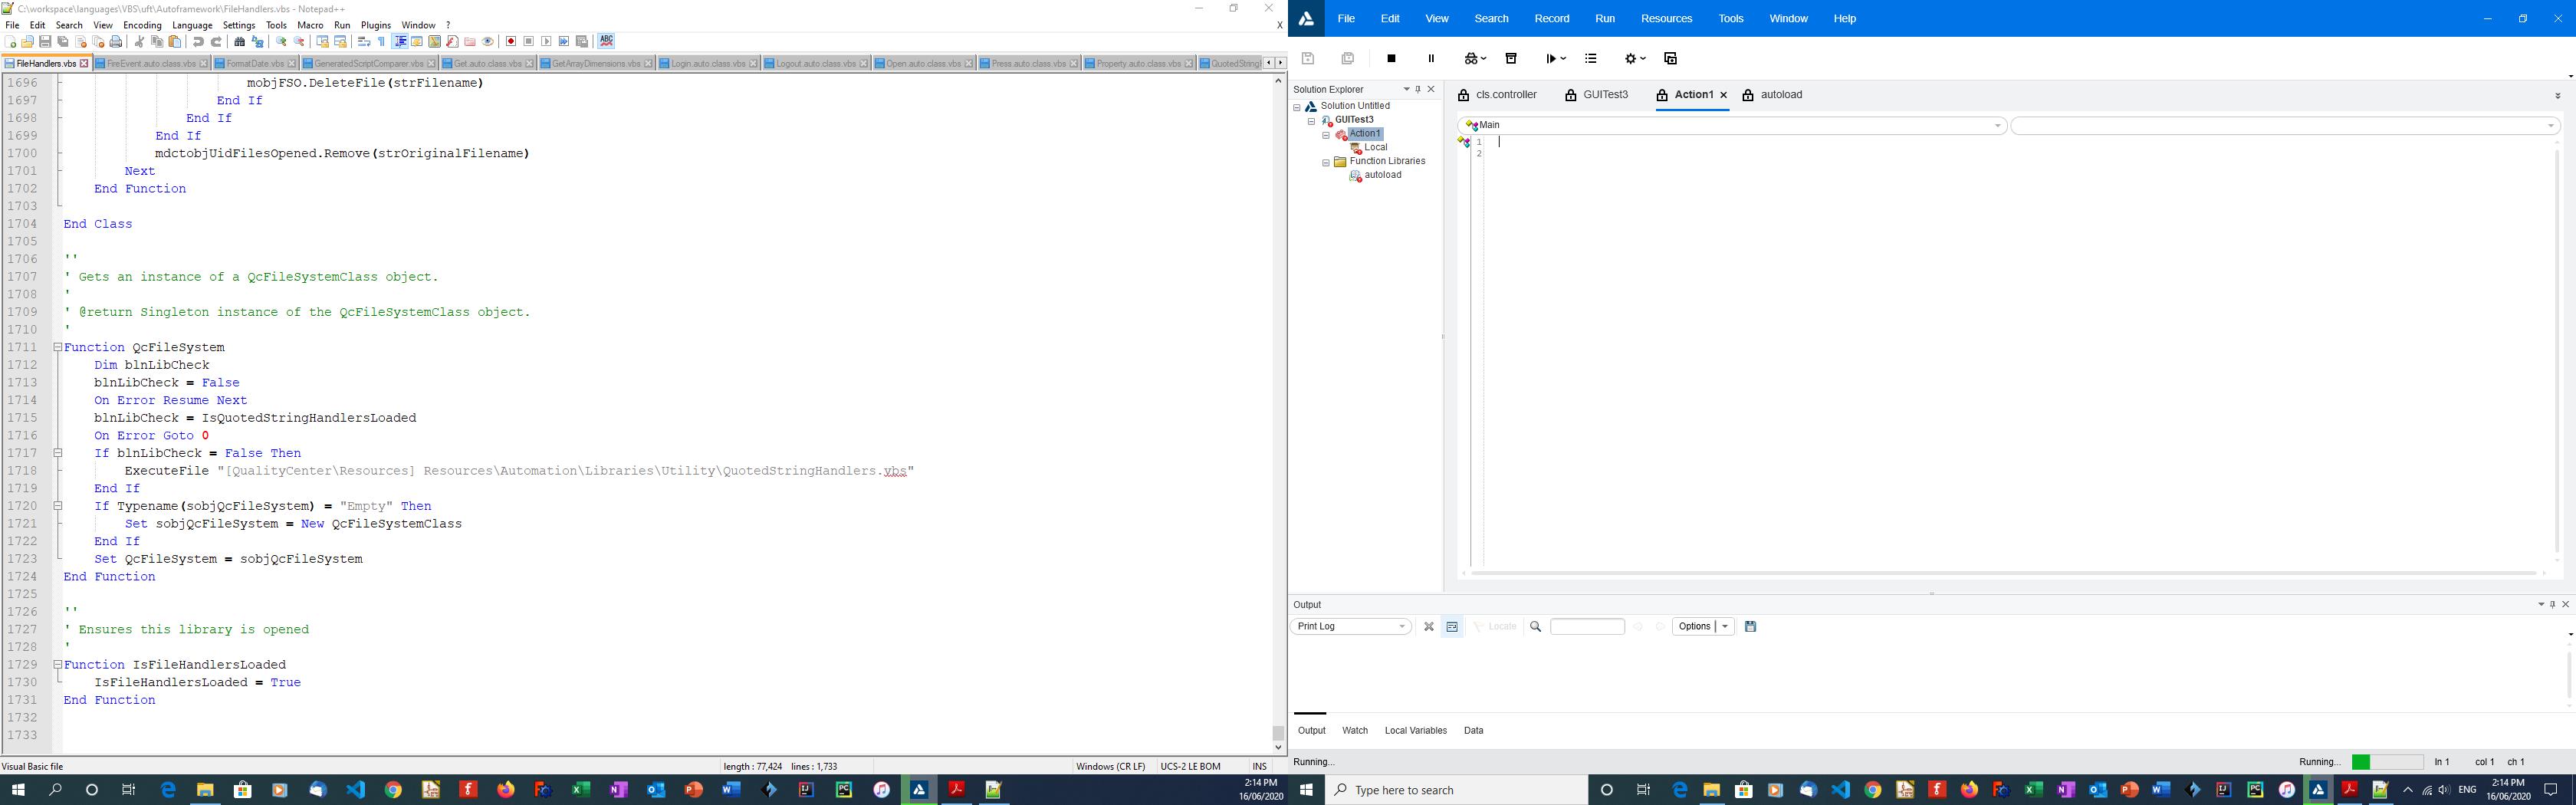 C:\workspace\languages\VBS\uft\Autoframework\FileHandlers.vbs - Notepad++
File Edit Search View Encoding Language Settings Tools Macro Run Plugins Window ? X
FileHandlers.vbs FireEvent.auto.class.vbs FormatDate.vbs GeneratedScriptComparer.vbs Get.auto.class.vbs GetArrayDimensions.vbs Login.auto.class.vbs Logout.auto.class.vbs Open.auto.class.vbs Press.auto.class.vbs Property.auto.class.vbs QuotedStringH
1696 mobjFSO.DeleteFile(strFilename)
1697 End If
1698 End If
1699 End If
1700 mdctobjUidFilesOpened.Remove(strOriginalFilename)
1701 Next
1702 End Function
1703
1704 End Class
1705
1706 ''
1707 ' Gets an instance of a QcFileSystemClass object.
1708 '
1709 ' @return Singleton instance of the QcFileSystemClass object.
1710 '
1711 Function QcFileSystem
1712 Dim blnLibCheck
1713 blnLibCheck = False
1714 On Error Resume Next
1715 blnLibCheck = IsQuotedStringHandlersLoaded
1716 On Error Goto 0
1717 If blnLibCheck = False Then
1718 ExecuteFile "[QualityCenter\Resources] Resources\Automation\Libraries\Utility\QuotedStringHandlers.vbs"
1719 End If
1720 If Typename(sobjQcFileSystem) = "Empty" Then
1721 Set sobjQcFileSystem = New QcFileSystemClass
1722 End If
1723 Set QcFileSystem = sobjQcFileSystem
1724 End Function
1725
1726 ''
1727 ' Ensures this library is opened
1728 '
1729 Function IsFileHandlersLoaded
1730 IsFileHandlersLoaded = True
1731 End Function
1732
1733
Visual Basic file length : 77,424 lines : 1,733 Windows (CR LF) UCS-2 LE BOM INS
2:14 PM
16/06/2020
File Edit View Search Record Run Resources Tools Window Help
Solution Explorer
Solution Untitled
GUITest3
Action1
Local
Function Libraries
autoload
cls.controller GUITest3 Action1 autoload
Main
1
2
Output
Print Log Locate Options
Output Watch Local Variables Data
Running... Running... ln 1 col 1 ch 1
Type here to search
ENG
2:14 PM
16/06/2020